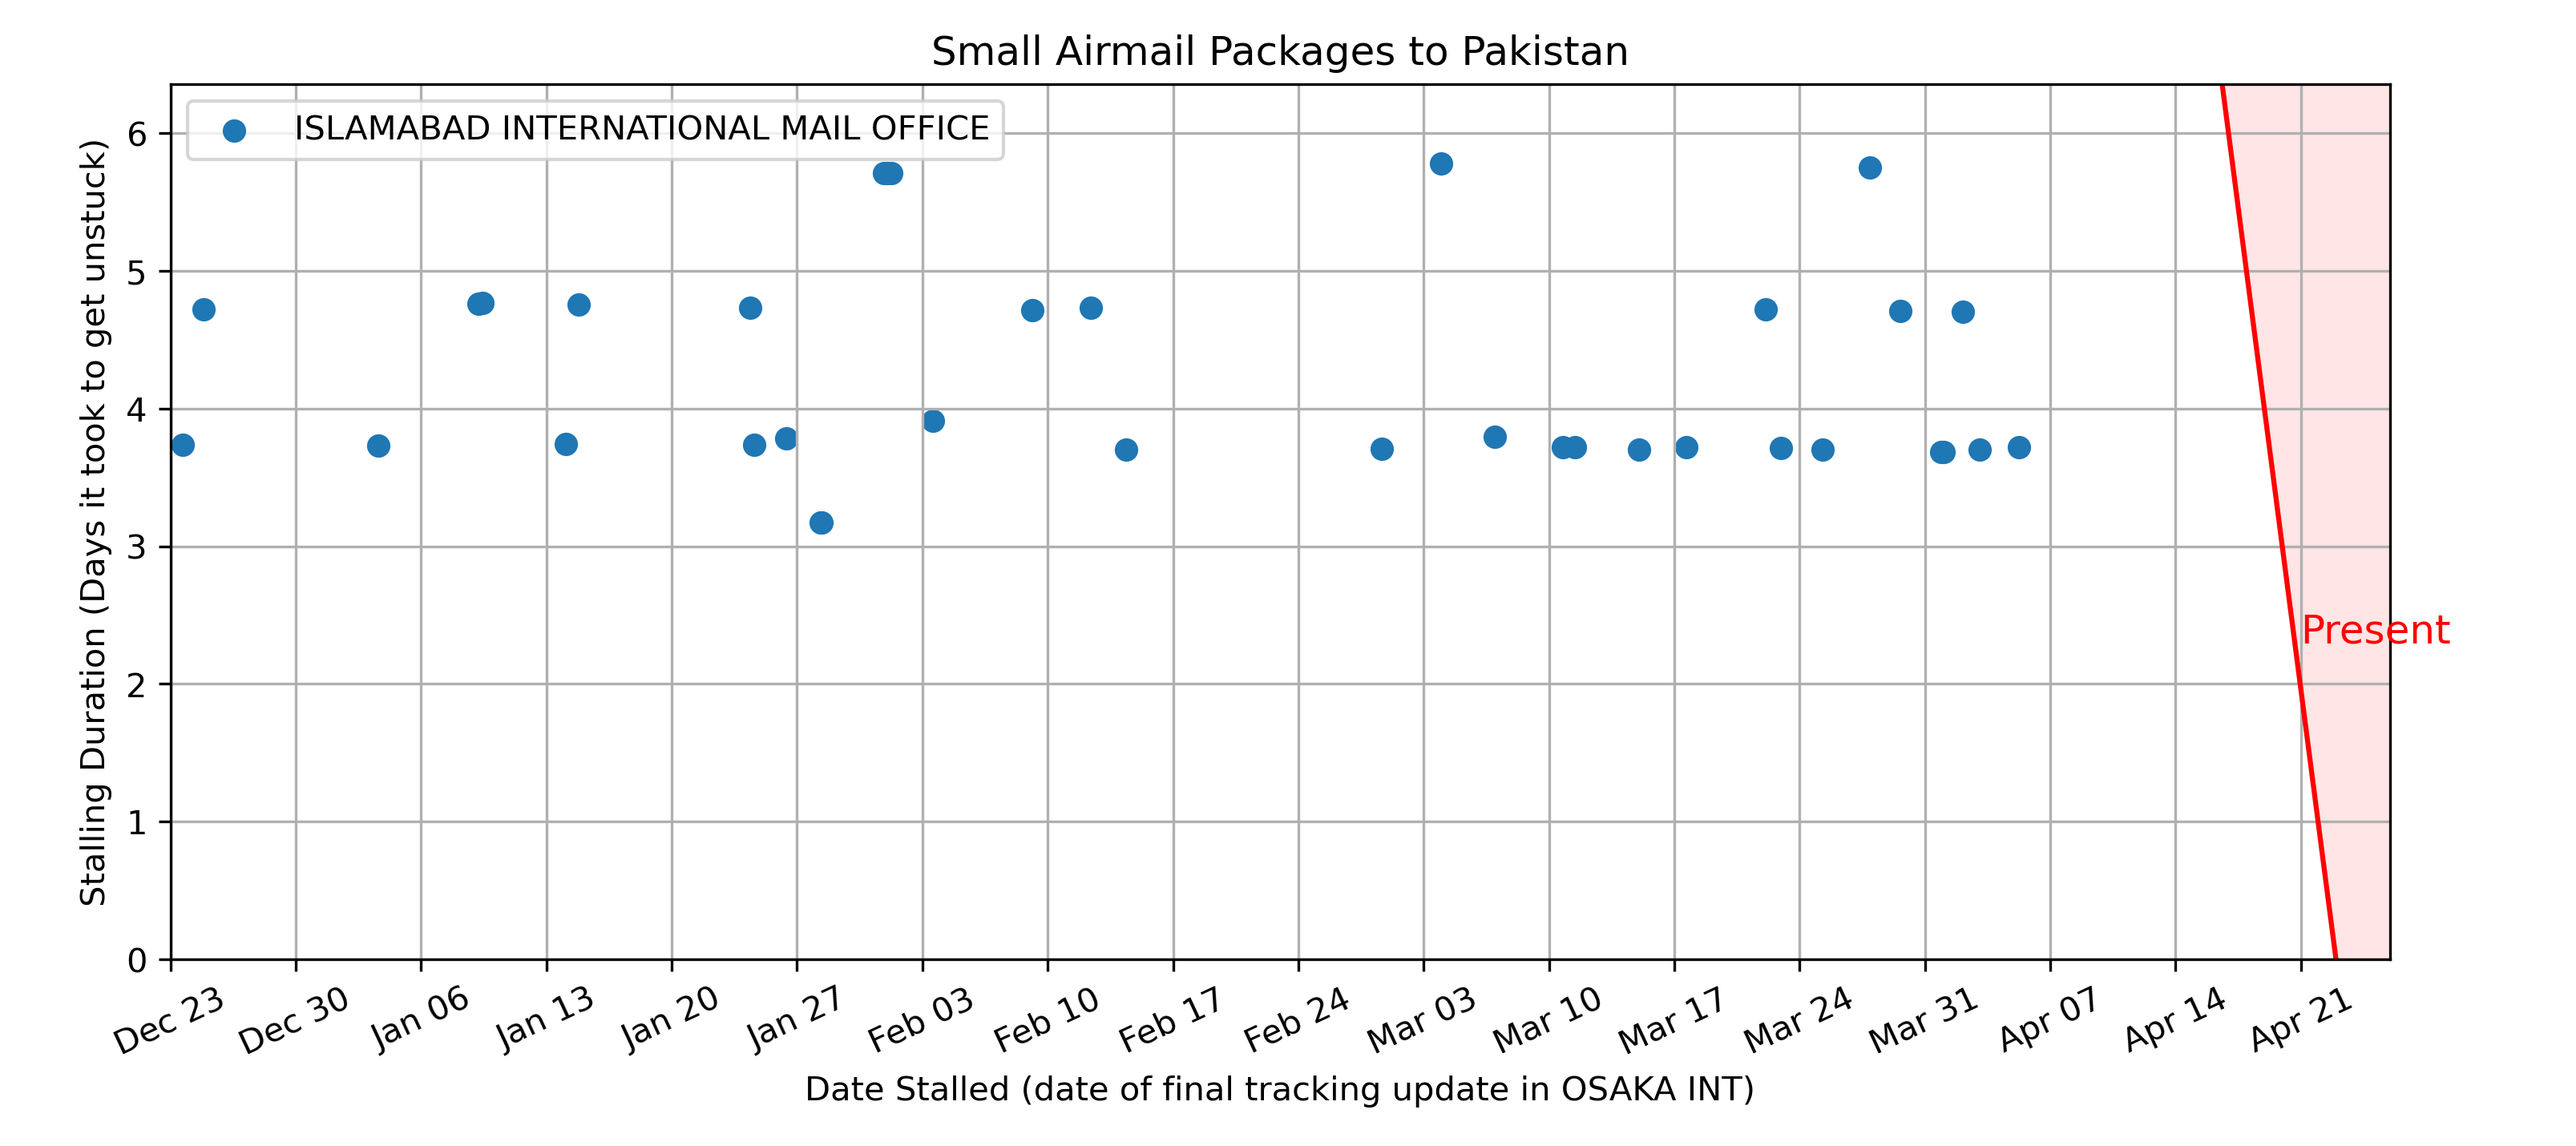 Small Airmail Packages to Pakistan
ISLAMABAD INTERNATIONAL MAIL OFFICE
Stalling Duration (Days it took to get unstuck)
6
5
4
3
2
1
0
Present
Dec 23
Dec 30
Jan 06
Jan 13
Jan 20
Jan 27
Feb 03
Feb 10
Feb 17
Feb 24
Mar 03
Mar 10
Mar 17
Mar 24
Mar 31
Apr 07
Apr 14
Apr 21
Date Stalled (date of final tracking update in OSAKA INT)